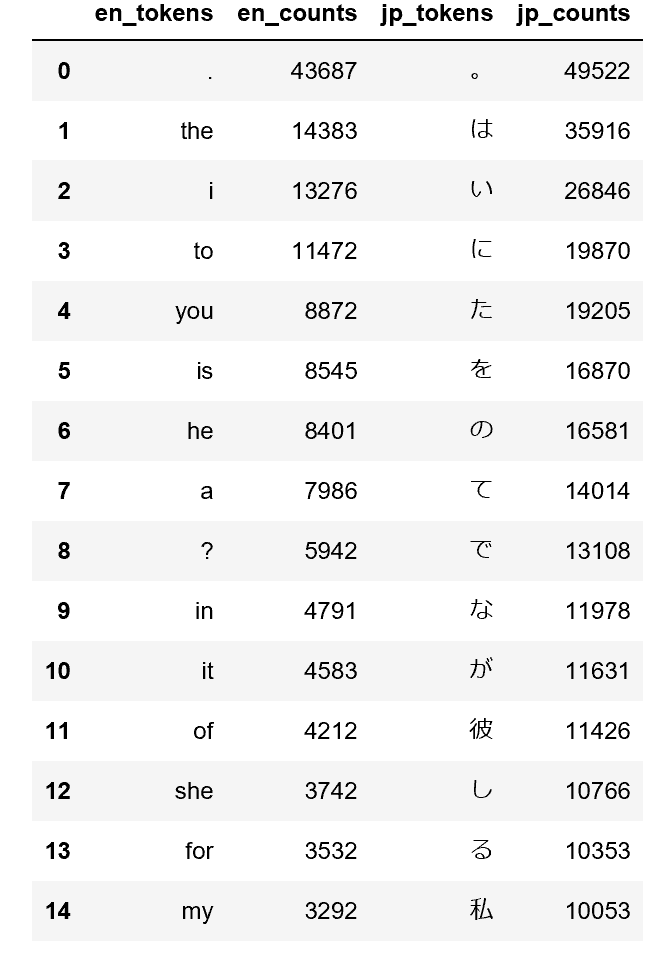 en_tokens en_counts jp_tokens jp_counts
0 . 43687 。 49522
1 the 14383 は 35916
2 i 13276 い 26846
3 to 11472 に 19870
4 you 8872 た 19205
5 is 8545 を 16870
6 he 8401 の 16581
7 a 7986 て 14014
8 ? 5942 で 13108
9 in 4791 な 11978
10 it 4583 が 11631
11 of 4212 彼 11426
12 she 3742 し 10766
13 for 3532 る 10353
14 my 3292 私 10053